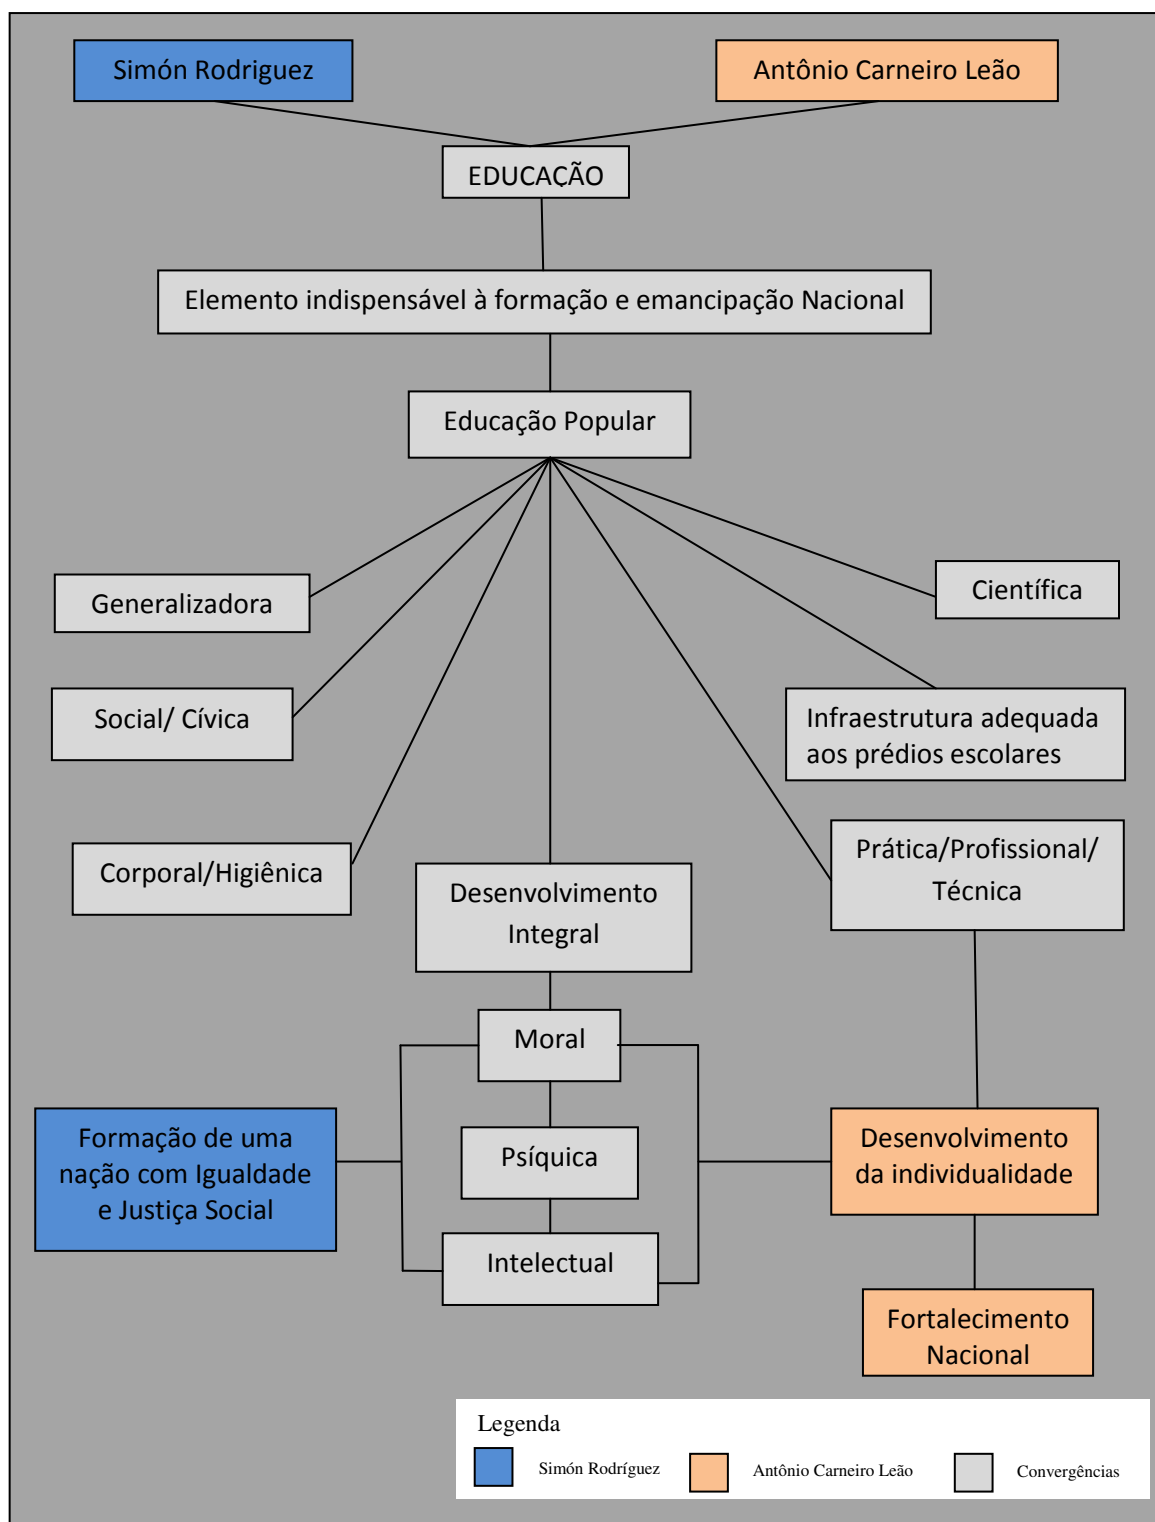 Simón Rodriguez
Antônio Carneiro Leão
EDUCAÇÃO
Elemento indispensável à formação e emancipação Nacional
Educação Popular
Generalizadora
Científica
Social/ Cívica
Infraestrutura adequada
aos prédios escolares
Corporal/Higiênica
Prática/Profissional/
Técnica
Desenvolvimento
Integral
Moral
Psíquica
Intelectual
Formação de uma
nação com Igualdade
e Justiça Social
Desenvolvimento
da individualidade
Fortalecimento
Nacional
Legenda
Simón Rodríguez
Antônio Carneiro Leão
Convergências